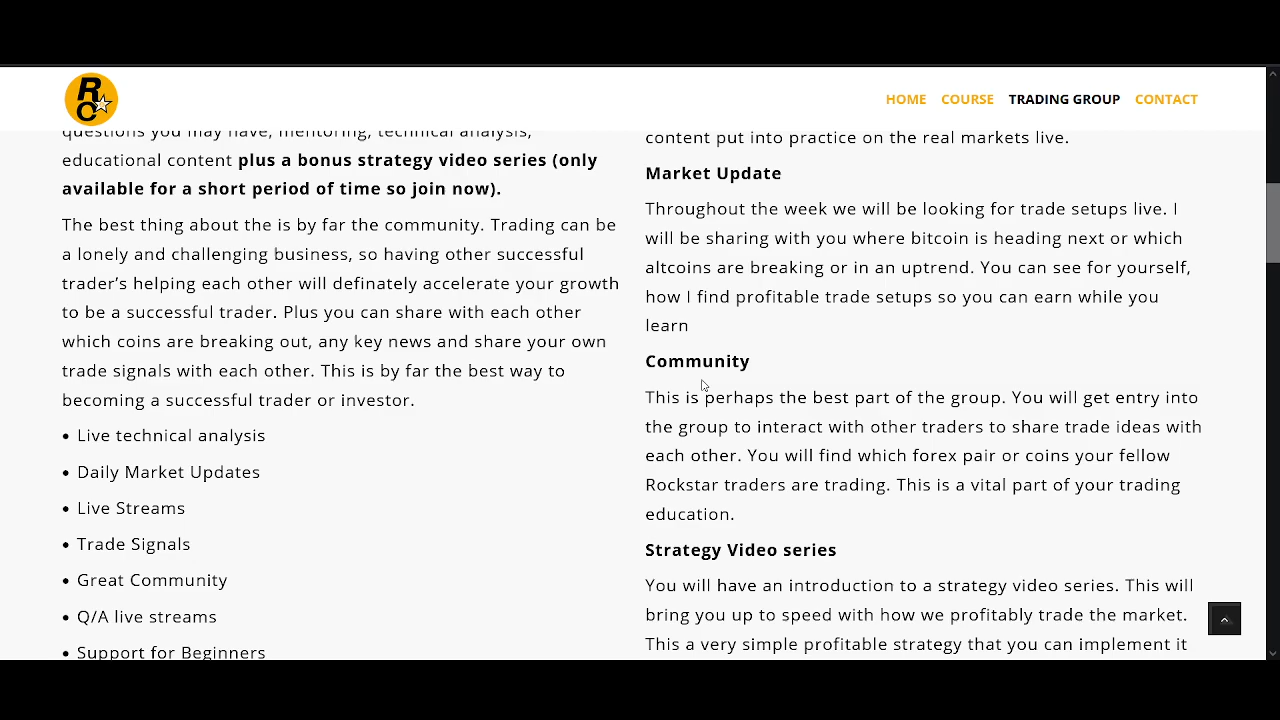 R
C
HOME COURSE TRADING GROUP CONTACT
questions you may have, mentoring, technical analysis,
educational content plus a bonus strategy video series (only
available for a short period of time so join now).
The best thing about the is by far the community. Trading can be
a lonely and challenging business, so having other successful
trader’s helping each other will definately accelerate your growth
to be a successful trader. Plus you can share with each other
which coins are breaking out, any key news and share your own
trade signals with each other. This is by far the best way to
becoming a successful trader or investor.
• Live technical analysis
• Daily Market Updates
• Live Streams
• Trade Signals
• Great Community
• Q/A live streams
• Support for Beginners
content put into practice on the real markets live.
Market Update
Throughout the week we will be looking for trade setups live. I
will be sharing with you where bitcoin is heading next or which
altcoins are breaking or in an uptrend. You can see for yourself,
how I find profitable trade setups so you can earn while you
learn
Community
This is perhaps the best part of the group. You will get entry into
the group to interact with other traders to share trade ideas with
each other. You will find which forex pair or coins your fellow
Rockstar traders are trading. This is a vital part of your trading
education.
Strategy Video series
You will have an introduction to a strategy video series. This will
bring you up to speed with how we profitably trade the market.
This a very simple profitable strategy that you can implement it